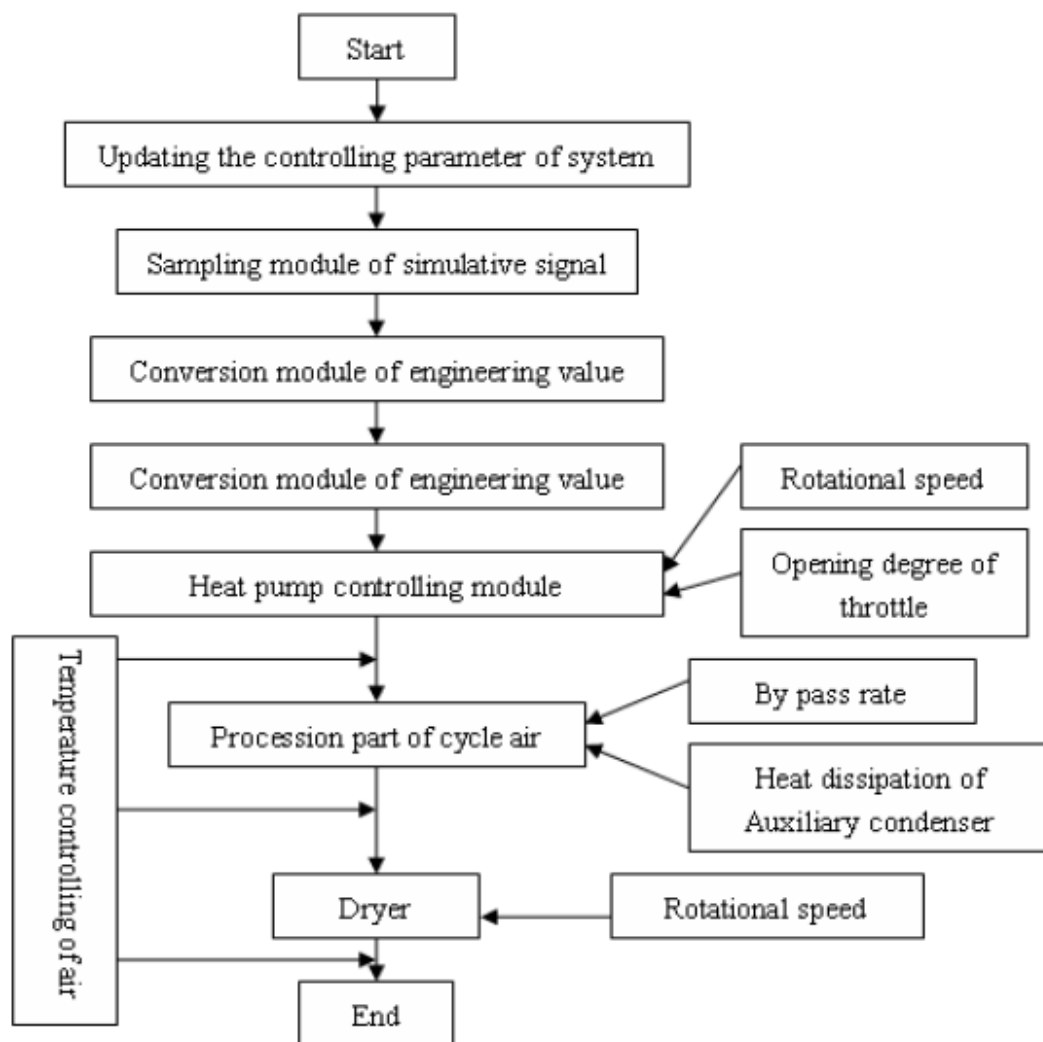 Start
Updating the controlling parameter of system
Sampling module of simulative signal
Conversion module of engineering value
Conversion module of engineering value
Rotational speed
Heat pump controlling module
Opening degree of
throttle
Temperature controlling of air
By pass rate
Procession part of cycle air
Heat dissipation of
Auxiliary condenser
Dryer
Rotational speed
End